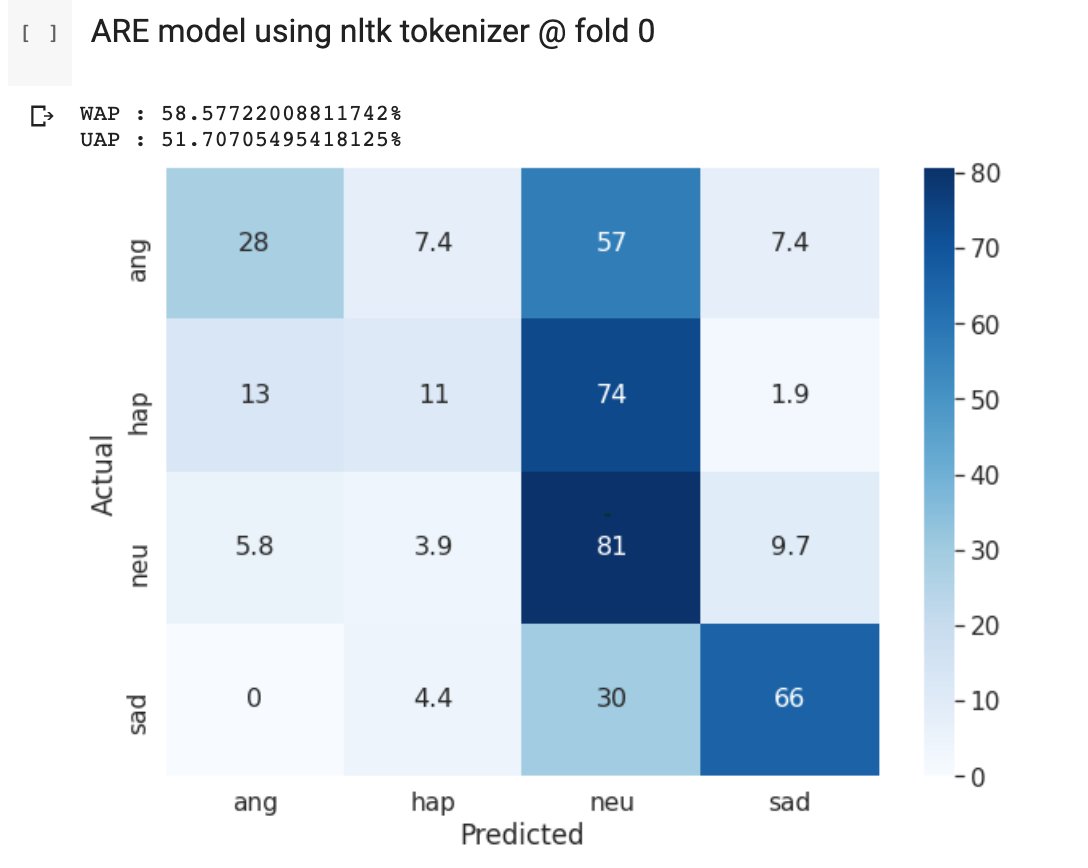 [ ] ARE model using nltk tokenizer @ fold 0
WAP : 58.57722008811742%
UAP : 51.70705495418125%
ang 28 7.4 57 7.4
hap 13 11 74 1.9
neu 5.8 3.9 81 9.7
sad 0 4.4 30 66
Actual
ang hap neu sad
Predicted
80
70
60
50
40
30
20
10
0